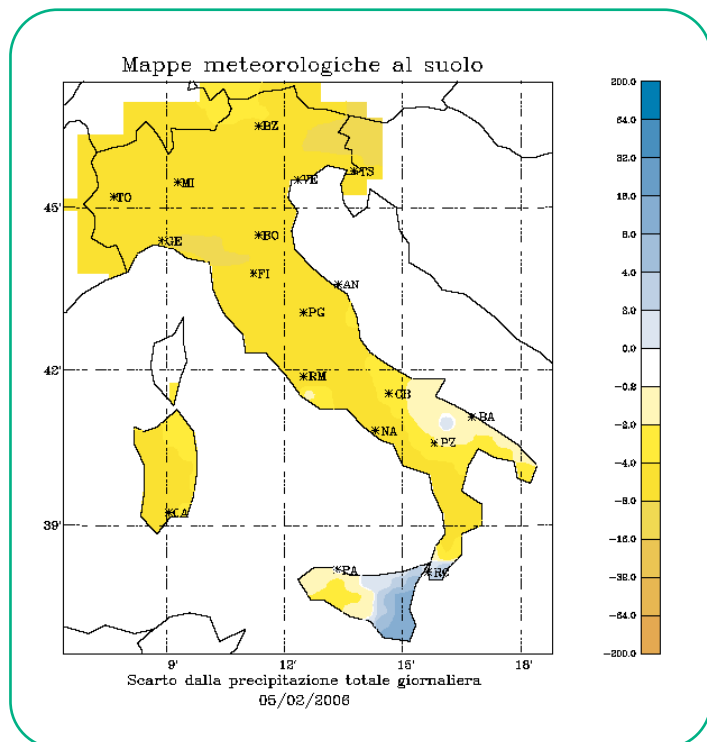 Mappe meteorologiche al suolo
200.0
64.0
32.0
16.0
8.0
4.0
2.0
0.0
-0.2
-2.0
-4.0
-8.0
-16.0
-32.0
-64.0
-200.0
*BZ
*TS
*VE
*MI
*TO
45'
*GE
*BO
*FI
*AN
*PG
42'
*RM
*CB
*BA
*NA
*PZ
39'
*CA
*PA
*RC
9'
12'
15'
18'
Scarto dalla precipitazione totale giornaliera
05/02/2006